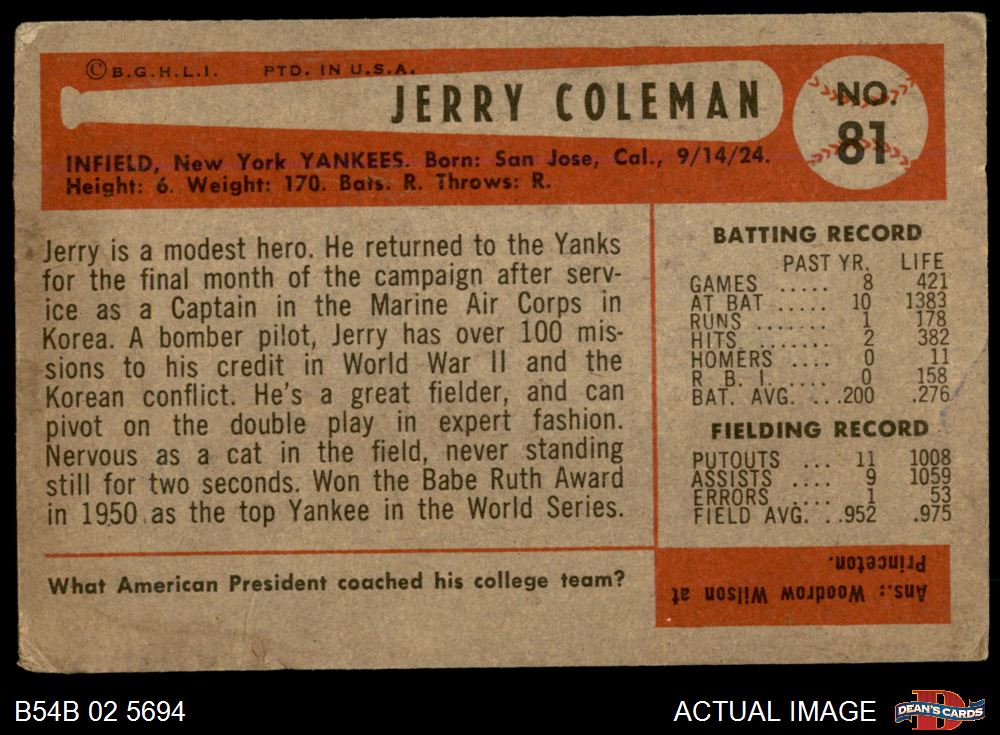 © B.G.H.L.I. PTD. IN U.S.A.
JERRY COLEMAN
NO.
81
INFIELD, New York YANKEES. Born: San Jose, Cal., 9/14/24.
Height: 6. Weight: 170. Bats. R. Throws: R.
Jerry is a modest hero. He returned to the Yanks
for the final month of the campaign after serv-
ice as a Captain in the Marine Air Corps in
Korea. A bomber pilot, Jerry has over 100 mis-
sions to his credit in World War II and the
Korean conflict. He's a great fielder, and can
pivot on the double play in expert fashion.
Nervous as a cat in the field, never standing
still for two seconds. Won the Babe Ruth Award
in 1950 as the top Yankee in the World Series.
What American President coached his college team?
BATTING RECORD
PAST YR. LIFE
GAMES ..... 8 421
AT BAT ..... 10 1383
RUNS ....... 1 178
HITS ....... 2 382
HOMERS .... 0 11
R. B. I. .... 0 158
BAT. AVG. ...200 .276
FIELDING RECORD
PUTOUTS ... 11 1008
ASSISTS .... 9 1059
ERRORS .... 1 53
FIELD AVG. ..952 .975
Ans.: Woodrow Wilson at
Princeton.
B54B 02 5694
ACTUAL IMAGE
DEAN'S CARDS